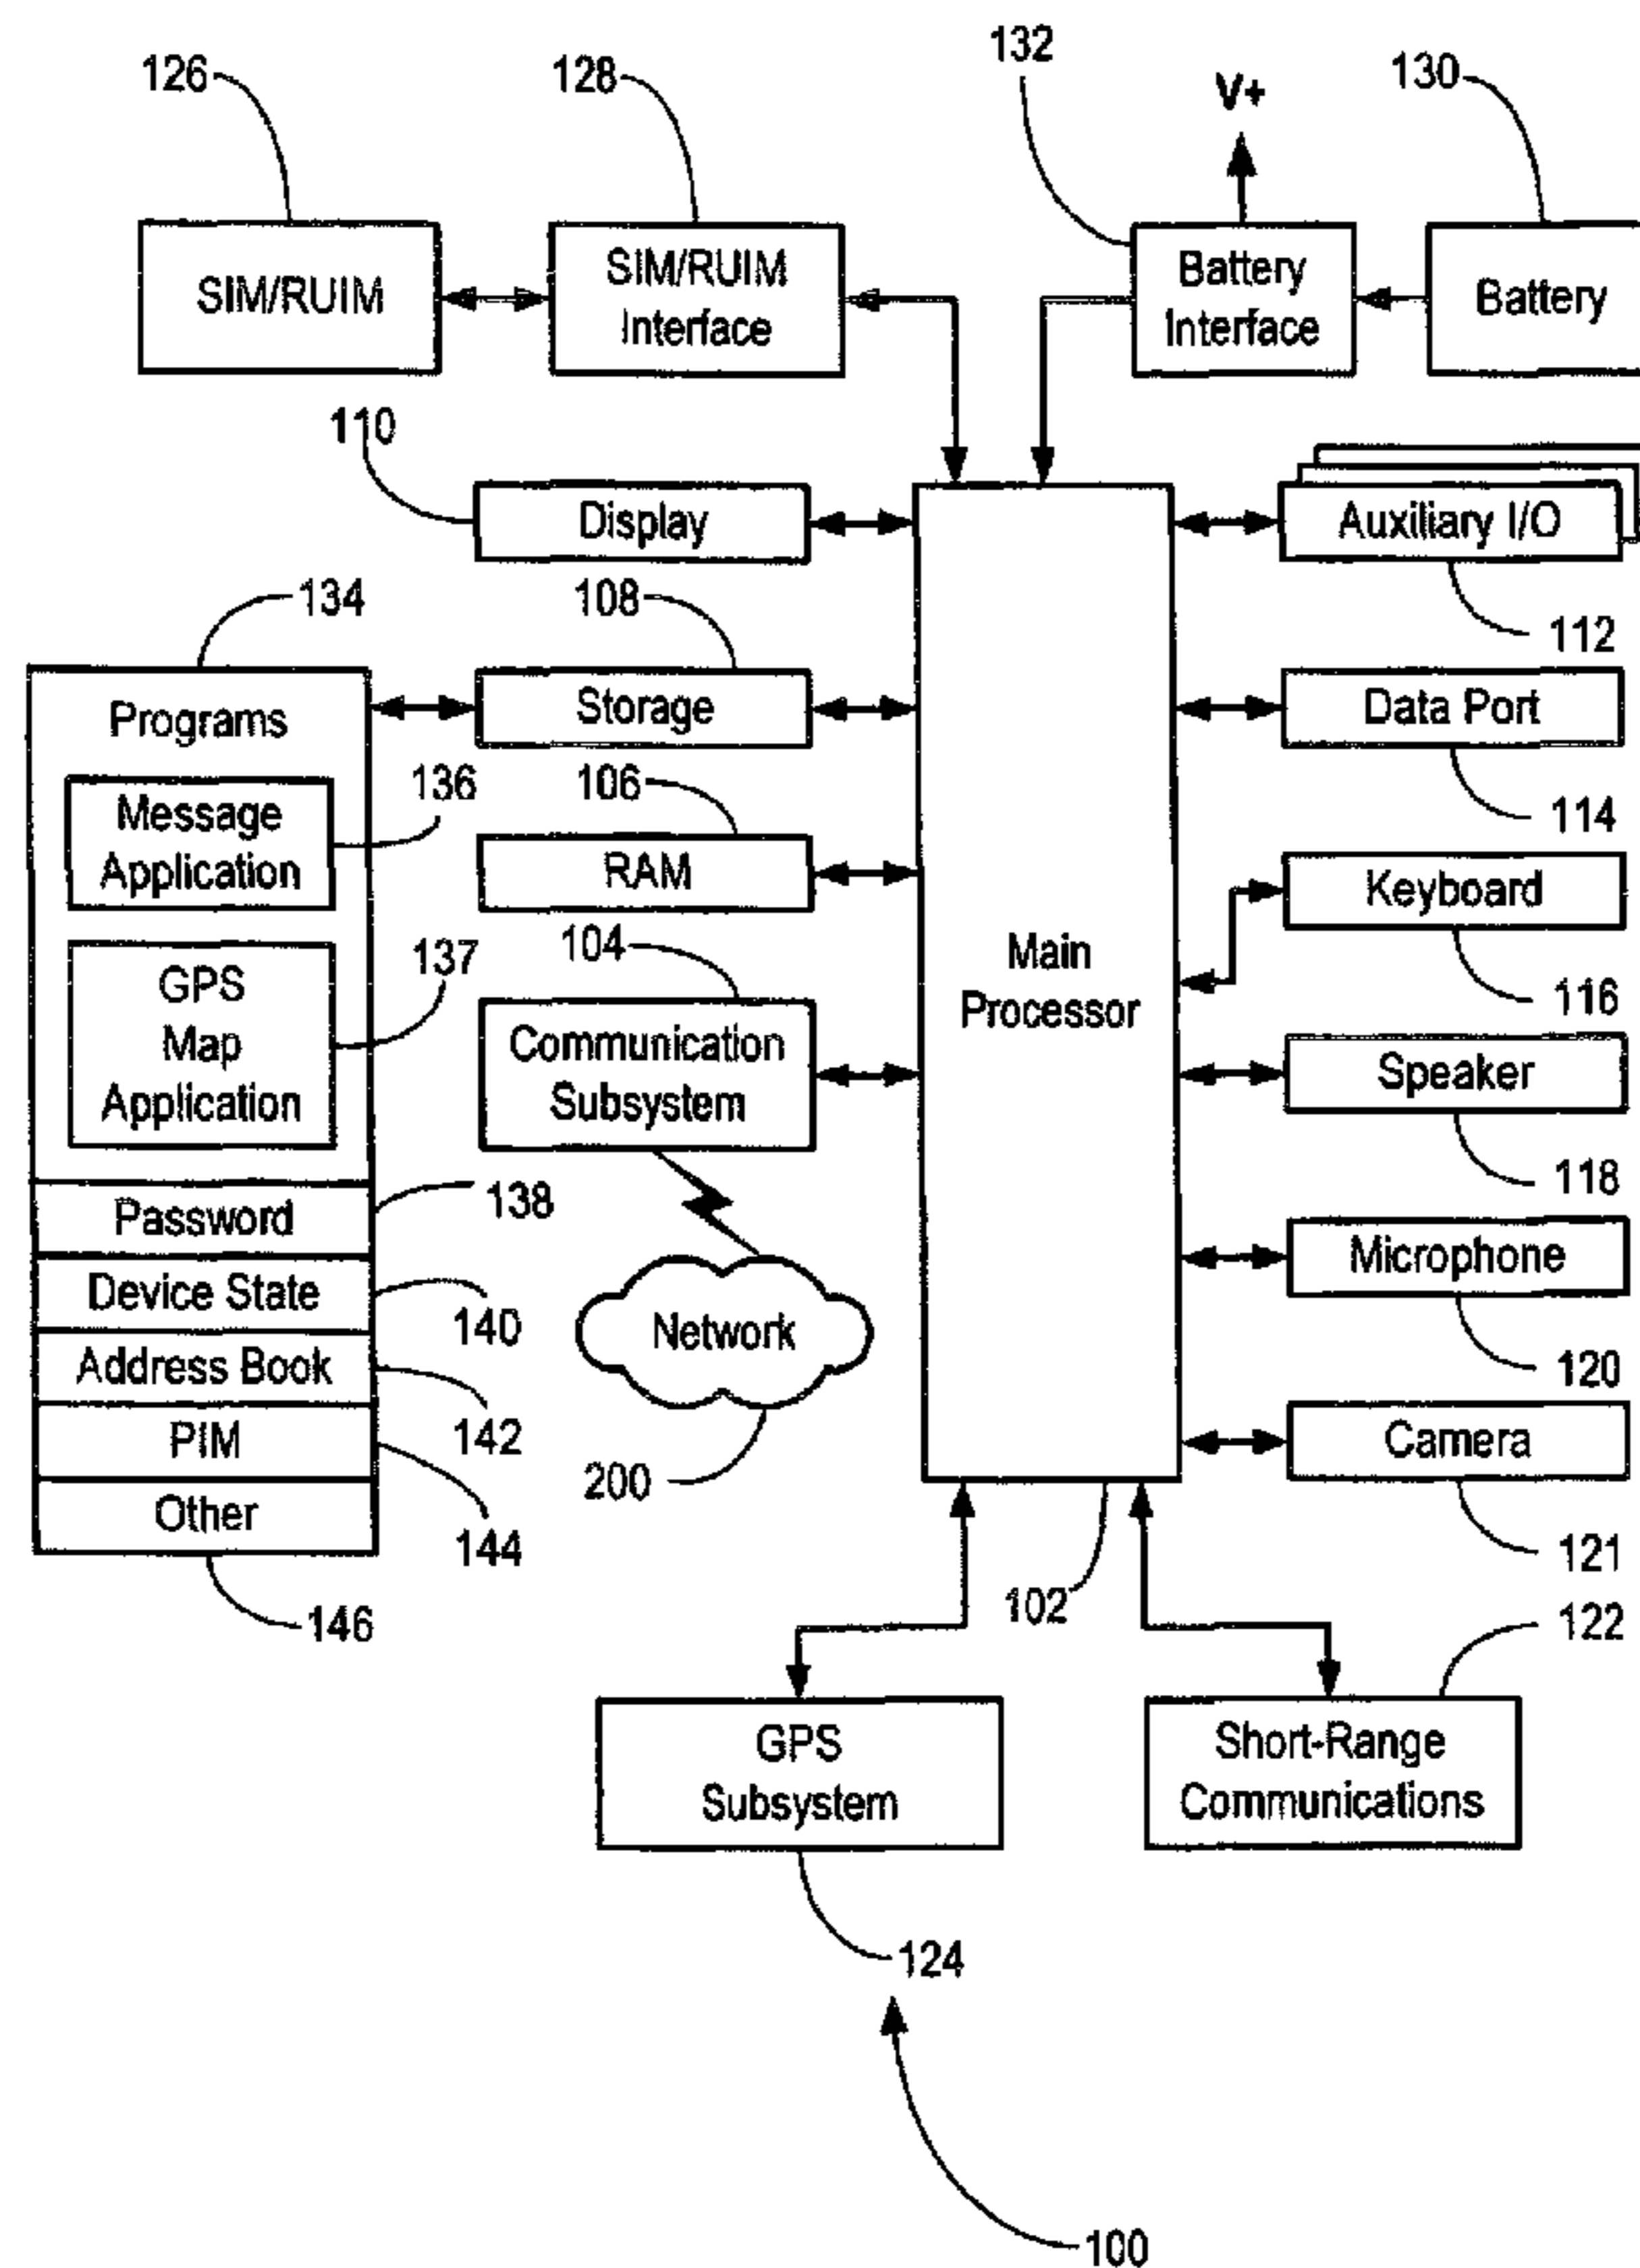 126
128
132
V+
130
SIM/RUIM
SIM/RUIM
Interface
Battery
Interface
Battery
110
Display
Auxiliary I/O
134
108
112
Programs
Storage
Data Port
136
106
114
Message
Application
RAM
Keyboard
137
104
116
GPS
Map
Application
Communication
Subsystem
Main
Processor
Speaker
138
118
Password
Microphone
Device State
140
Network
120
Address Book
142
Camera
PIM
200
Other
144
121
146
102
122
GPS
Subsystem
Short-Range
Communications
124
100